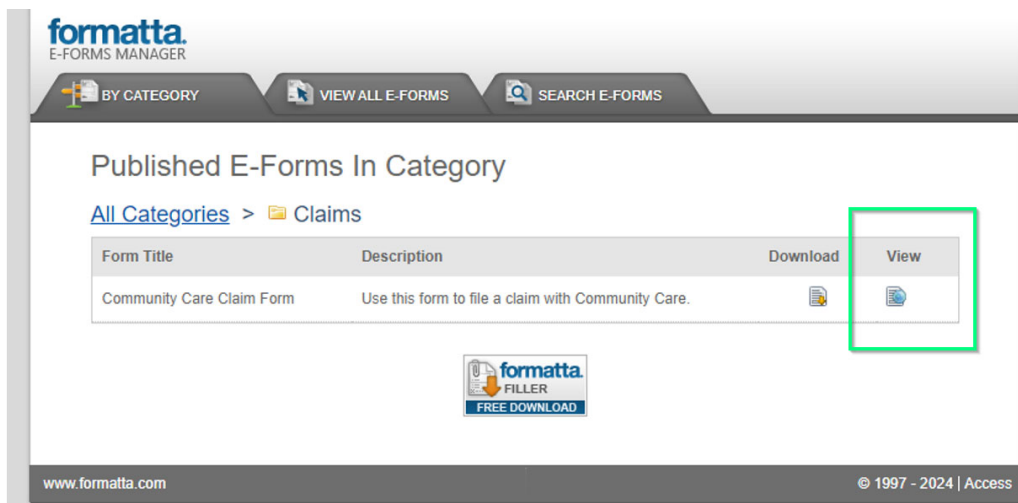 formatta.
E-FORMS MANAGER
BY CATEGORY VIEW ALL E-FORMS SEARCH E-FORMS
Published E-Forms In Category
All Categories > Claims
Form Title Description Download View
Community Care Claim Form Use this form to file a claim with Community Care.
formatta.
FILLER
FREE DOWNLOAD
www.formatta.com © 1997 - 2024 | Access